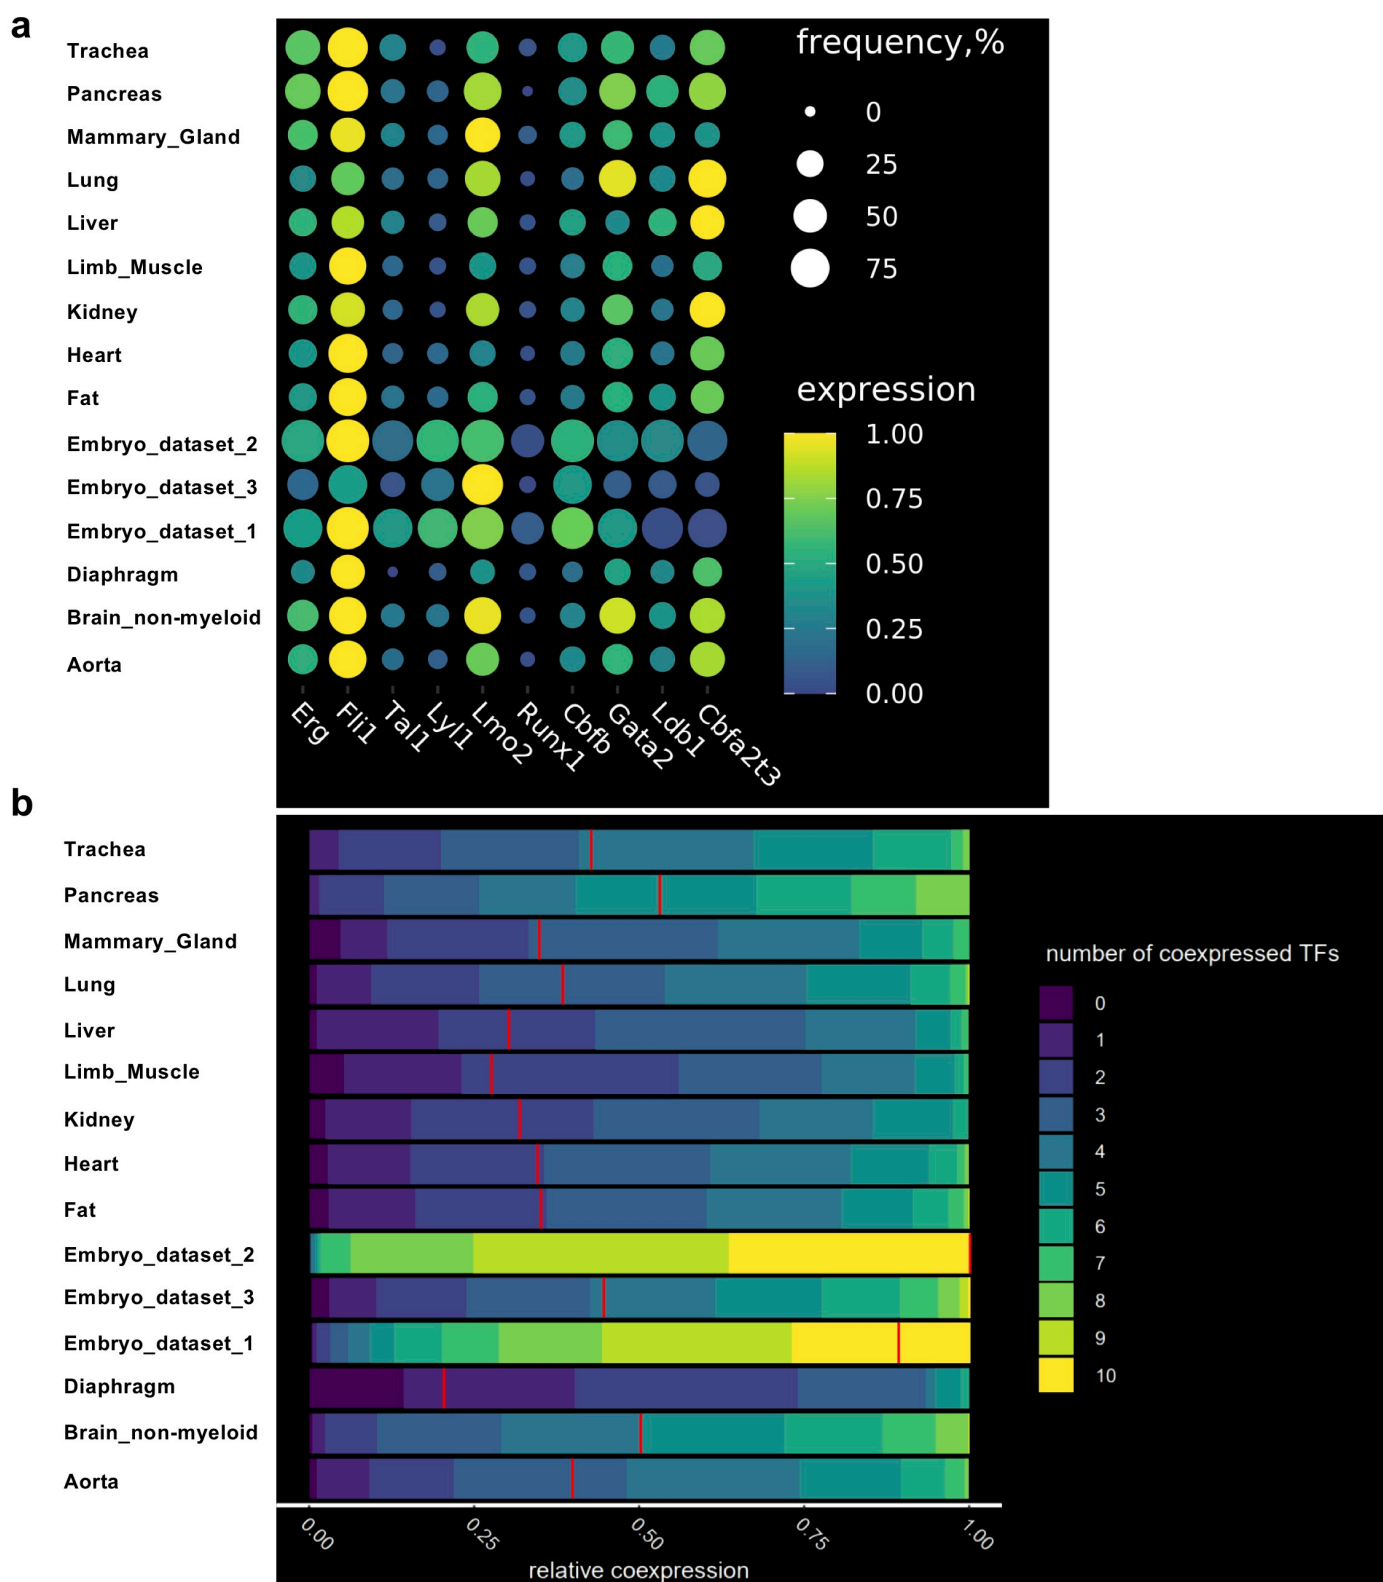 a
Trachea
Pancreas
Mammary_Gland
Lung
Liver
Limb_Muscle
Kidney
Heart
Fat
Embryo_dataset_2
Embryo_dataset_3
Embryo_dataset_1
Diaphragm
Brain_non-myeloid
Aorta
Erg
Fli1
Tal1
Lyl1
Lmo2
Runx1
Cbfb
Gata2
Ldb1
Cbfa2t3
frequency,%
0
25
50
75
expression
1.00
0.75
0.50
0.25
0.00
b
Trachea
Pancreas
Mammary_Gland
Lung
Liver
Limb_Muscle
Kidney
Heart
Fat
Embryo_dataset_2
Embryo_dataset_3
Embryo_dataset_1
Diaphragm
Brain_non-myeloid
Aorta
0.00
0.25
0.50
0.75
1.00
relative coexpression
number of coexpressed TFs
0
1
2
3
4
5
6
7
8
9
10